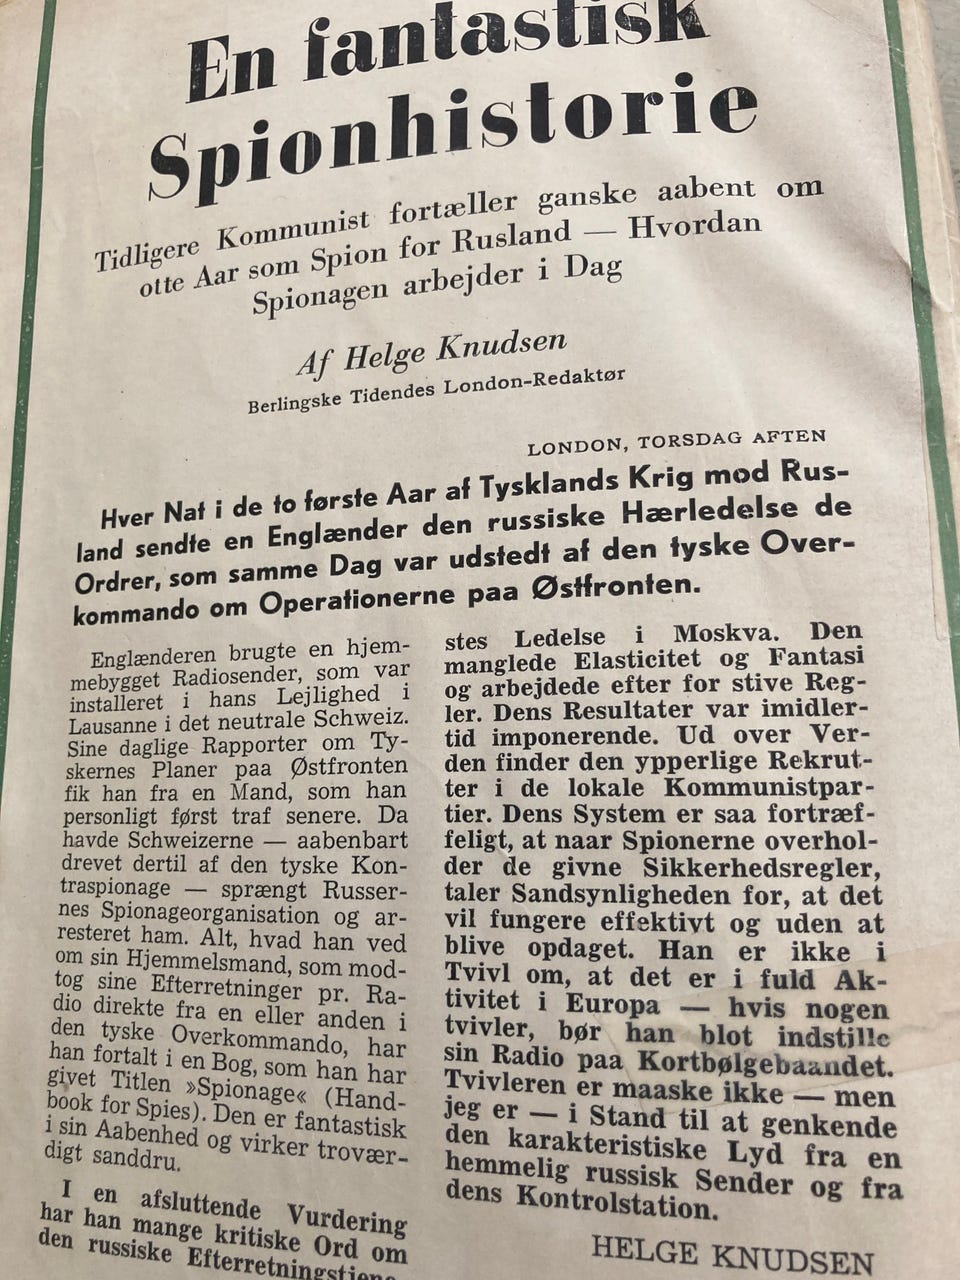 En fantastisk
Spionhistorie
Tidligere Kommunist fortæller ganske aabent om
otte Aar som Spion for Rusland — Hvordan
Spionagen arbejder i Dag
Af Helge Knudsen
Berlingske Tidendes London-Redaktør
LONDON, TORSDAG AFTEN
Hver Nat i de to første Aar af Tysklands Krig mod Rus-
land sendte en Englænder den russiske Hærledelse de
Ordrer, som samme Dag var udstedt af den tyske Over-
kommando om Operationerne paa Østfronten.
Englænderen brugte en hjem-
mebygget Radiosender, som var
installeret i hans Lejlighed i
Lausanne i det neutrale Schweiz.
Sine daglige Rapporter om Ty-
skernes Planer paa Østfronten
fik han fra en Mand, som han
personligt først traf senere. Da
havde Schweizerne — aabenbart
drevet dertil af den tyske Kon-
traspionage — sprængt Russer-
nes Spionageorganisation og ar-
resteret ham. Alt, hvad han ved
om sin Hjemmelsmand, som mod-
tog sine Efterretninger pr. Ra-
dio direkte fra en eller anden i
den tyske Overkommando, har
han fortalt i en Bog, som han har
givet Titlen »Spionage« (Hand-
book for Spies). Den er fantastisk
i sin Aabenhed og virker trovær-
digt sanddru.
I en afsluttende Vurdering
har han mange kritiske Ord om
den russiske Efterretningstjene-
stes Ledelse i Moskva. Den
manglede Elasticitet og Fantasi
og arbejdede efter for stive Reg-
ler. Dens Resultater var imidler-
tid imponerende. Ud over Ver-
den finder den ypperlige Rekrut-
ter i de lokale Kommunistpar-
tier. Dens System er saa fortræf-
feligt, at naar Spionerne overhol-
der de givne Sikkerhedsregler,
taler Sandsynligheden for, at det
vil fungere effektivt og uden at
blive opdaget. Han er ikke i
Tvivl om, at det er i fuld Ak-
tivitet i Europa — hvis nogen
tvivler, bør han blot indstille
sin Radio paa Kortbølgebaandet.
Tvivleren er maaske ikke — men
jeg er — i Stand til at genkende
den karakteristiske Lyd fra en
hemmelig russisk Sender og fra
dens Kontrolstation.
HELGE KNUDSEN